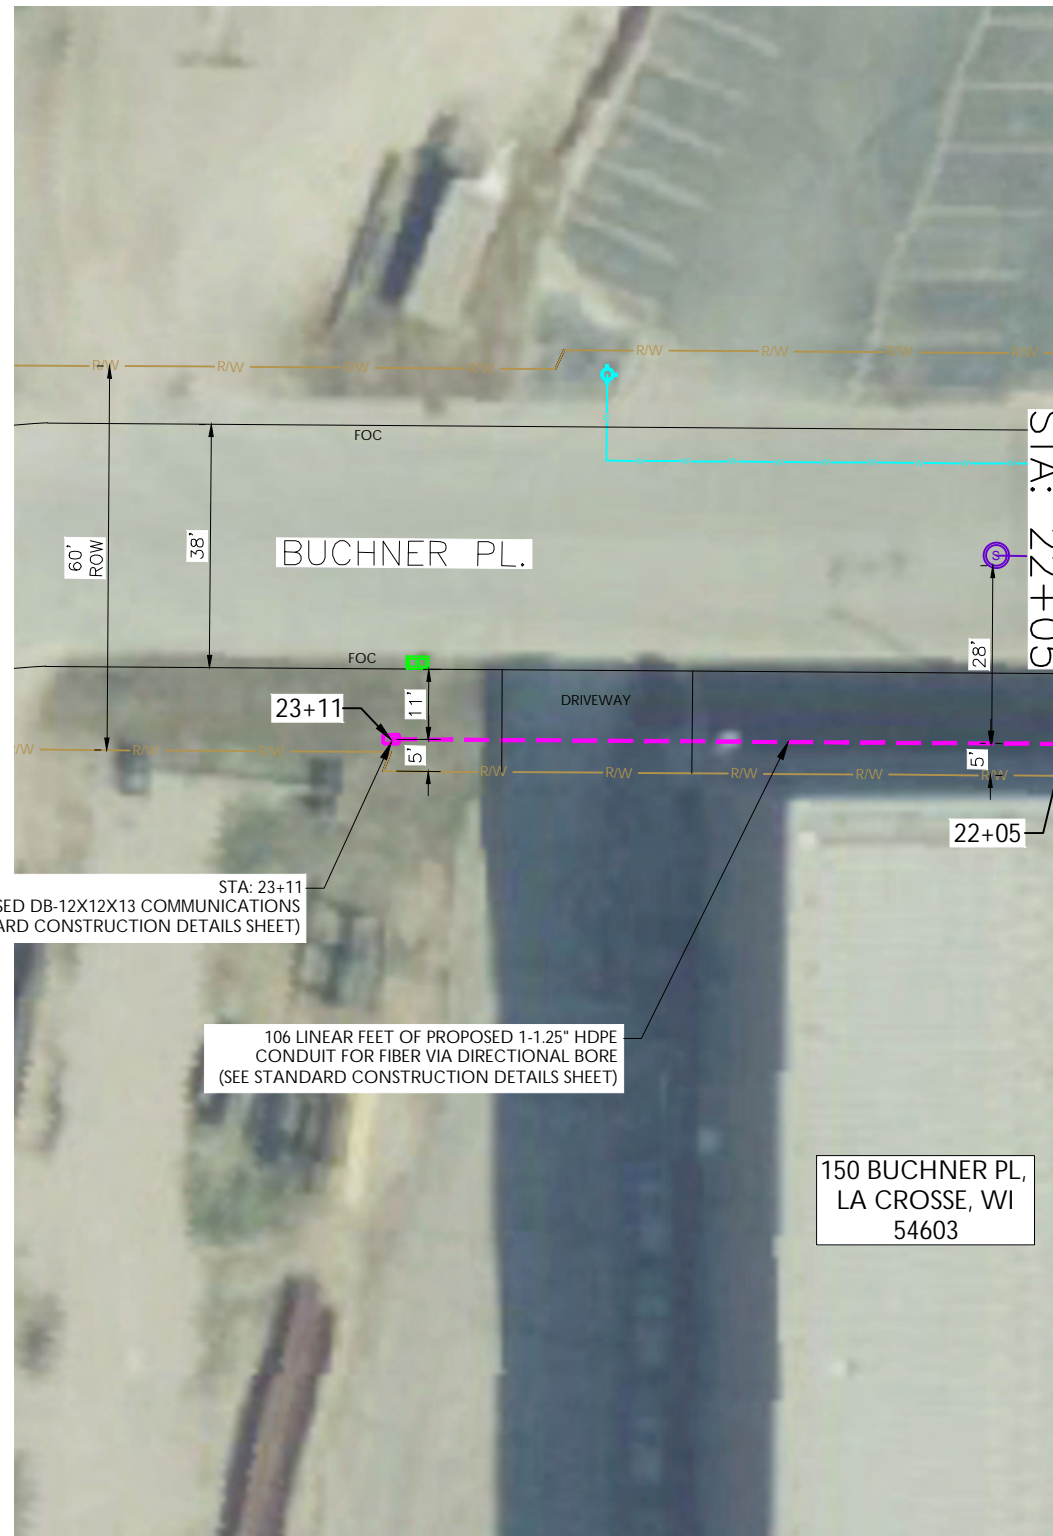 R/W R/W R/W R/W R/W R/W R/W R/W
FOC
STA: 22+05
60'
ROW
38'
BUCHNER PL.
S
28'
FOC
11'
DRIVEWAY
23+11
5'
5'
R/W R/W R/W R/W R/W R/W R/W R/W
22+05
STA: 23+11
DB-12X12X13 COMMUNICATIONS
CONSTRUCTION DETAILS SHEET)
106 LINEAR FEET OF PROPOSED 1-1.25" HDPE
CONDUIT FOR FIBER VIA DIRECTIONAL BORE
(SEE STANDARD CONSTRUCTION DETAILS SHEET)
150 BUCHNER PL,
LA CROSSE, WI
54603